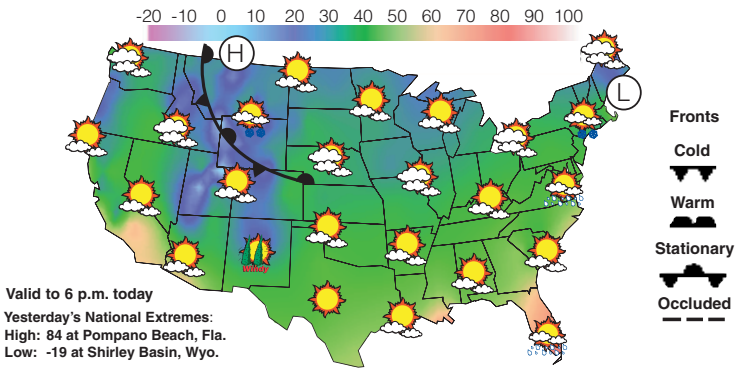 -20 -10 0 10 20 30 40 50 60 70 80 90 100
H
L
Fronts
Cold
Warm
Stationary
Occluded
Windy
Valid to 6 p.m. today
Yesterday's National Extremes:
High: 84 at Pompano Beach, Fla.
Low: -19 at Shirley Basin, Wyo.